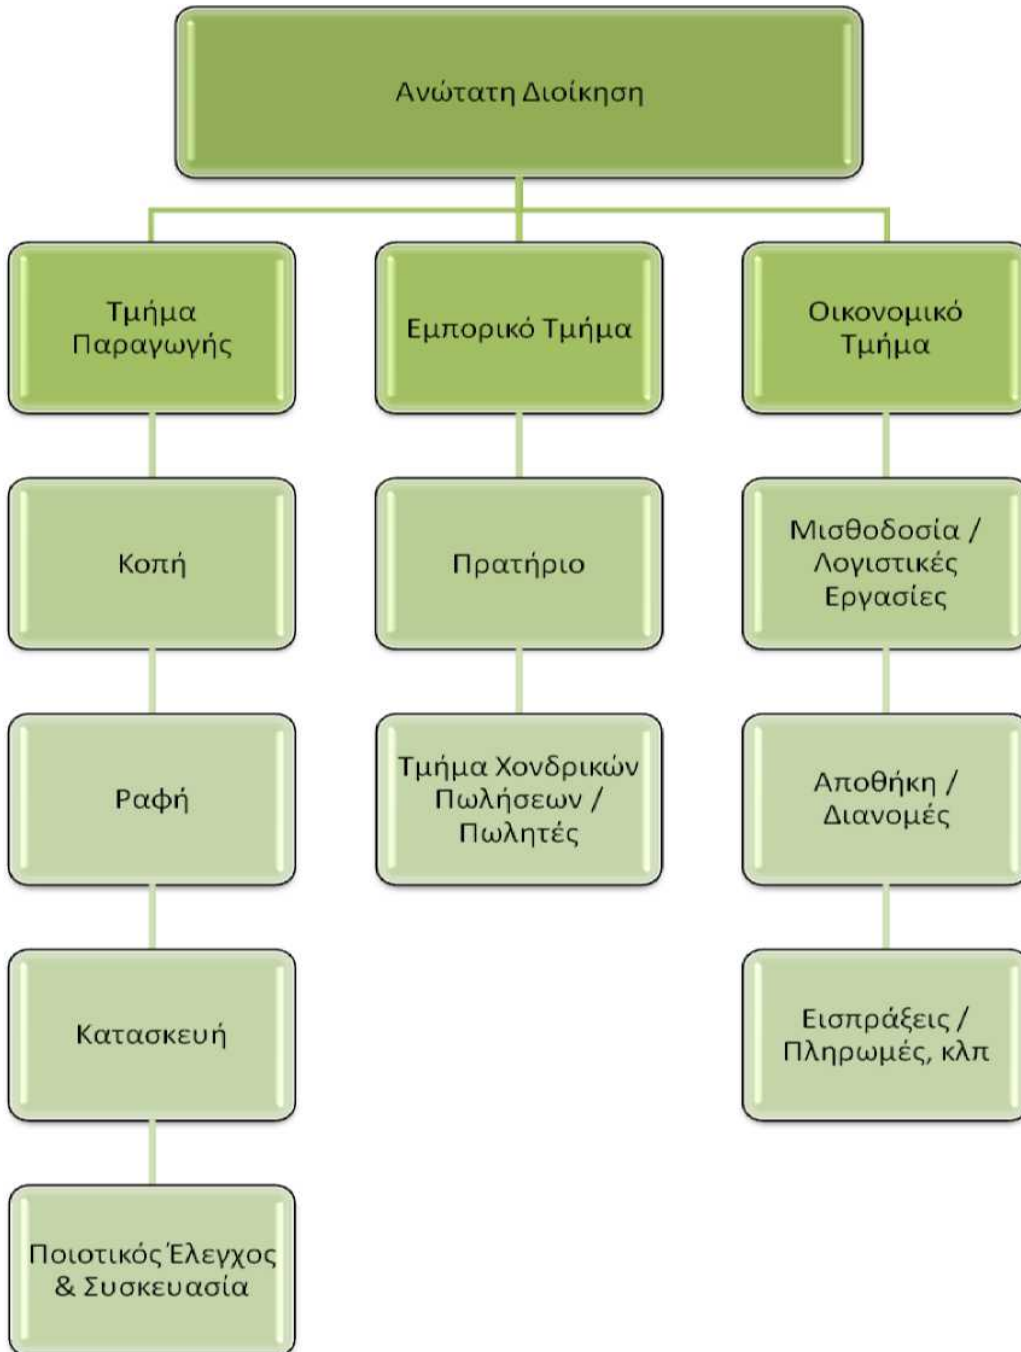 Ανώτατη Διοίκηση
Τμήμα
Παραγωγής
Εμπορικό Τμήμα
Οικονομικό
Τμήμα
Κοπή
Πρατήριο
Μισθοδοσία /
Λογιστικές
Εργασίες
Ραφή
Τμήμα Χονδρικών
Πωλήσεων /
Πωλητές
Αποθήκη /
Διανομές
Κατασκευή
Εισπράξεις /
Πληρωμές, κλπ
Ποιοτικός Έλεγχος
& Συσκευασία